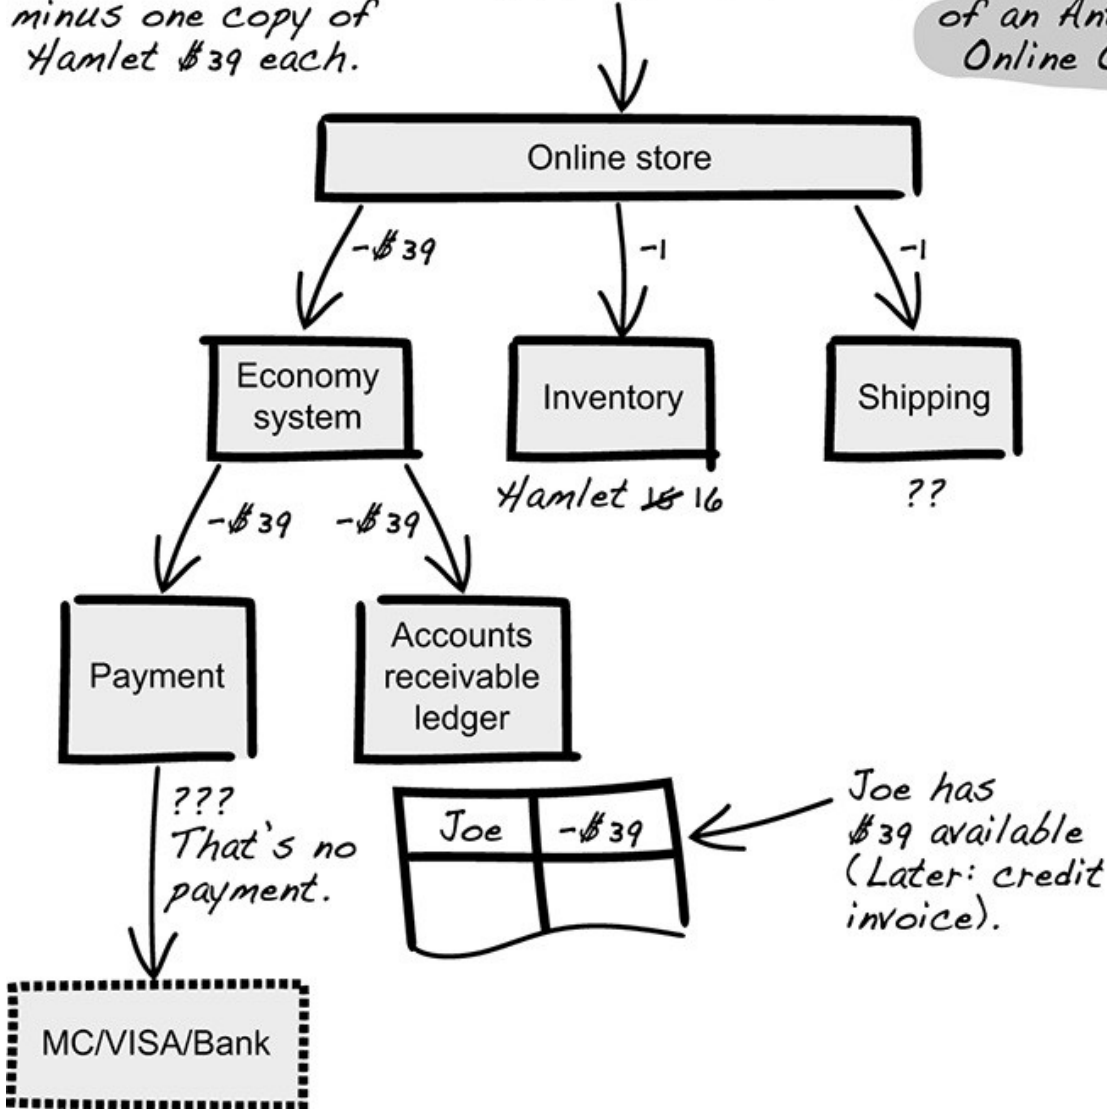 minus one copy of
Hamlet $39 each.
of an
Online
Online store
-$39
-1
-1
Economy
system
Inventory
Shipping
Hamlet 15 16
??
-$39
-$39
Payment
Accounts
receivable
ledger
???
That's no
payment.
Joe
-$39
Joe has
$39 available
(Later: credit
invoice).
MC/VISA/Bank